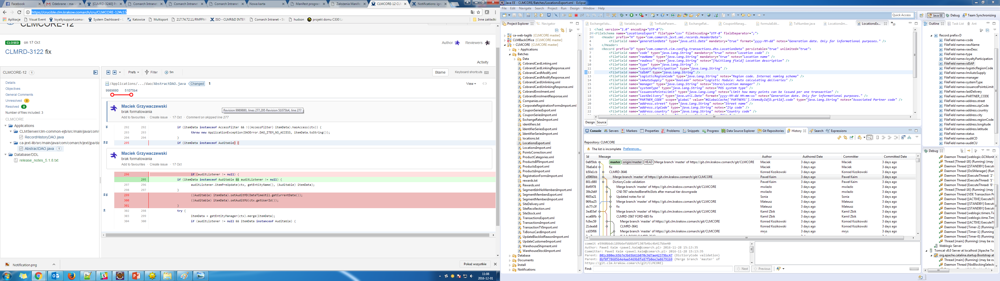 Facebook
Odebrane - maci
[CLMRD-3240] Pr
Comarch Intranet
Comarch Intranet
Comarch Intranet
Nowa karta
Manifest program
Założenia Manifes
CLMCORE-12 CLM
Notifications: ign
https://crucible.clm.krakow.comarch/cru/CLMCORE-12#c15
Aplikacje
Visual Event
loyaltysupport.comar
System Dashboard - L
Katowice
Multisport
217.74.72.11/RMFFMA
ISO - CLMR&D INTER
Comarch Intranet - St
hudson
projekt domu C330 La
Inne zakładki
CLMCORE-12
CLOSED on 17 Oct
Author
Reviewers
CLMRD-3122 fix
Activity
CLMCORE-12 1
Prefs
Filter
5m
Blame
Keyboard shortcuts
Details
Objectives
General Comments
Unresolved 0
Resolved 0
Number of files included: 3
CLMCORE
Applications
CLMServer/clm-common-ejb/src/main/java/com/
RecordHistoryDAO.java
ca-jext-lib/src/main/java/com/comarch/jext/jpa/da
AbstractDAO.java 1
Database/DDL
release_notes_5.1.8.txt
/Applications/.../dao/AbstractDAO.java Changed 1
View
9989880 51075b4
Maciek Grzywaczewski
brak formatowania
Revision 9989880, lines 277,295 Revision 51075b4, line 277
Add to favourites · Create issue · 17 Oct · Comment on skipped line 277
292 292 if (itemData instanceof AccessFilter && !((AccessFilter) itemData).hasAccess(ctx)) {
293 293 throw new ApplicationException(DAOError.DAO_ITEM_NO_ACCESS, itemData.toString());
294 294 }
295 if (itemData instanceof Auditable) {
Maciek Grzywaczewski
brak formatowania
Add to favourites · Create issue · 17 Oct
296 if (auditListener != null) {
295 if (itemData instanceof Auditable && auditListener != null) {
297 296 auditListener.itemPreUpdate(ctx, getEntityName(), (Auditable) itemData);
298 297 }
299 ((Auditable) itemData).setAuditMD(DateTimeUtil.getCurrentDate());
300 ((Auditable) itemData).setAuditMU(ctx.getUserId());
301 }
302 298 try {
303 299 itemData = getEntityManager(ctx).merge(itemData);
304 300 if (auditListener != null && itemData instanceof Auditable) {
Notification.png
Pokaż wszystkie
11:08
2016-12-01
Java EE - CLMCORE/Batches/LocationsExport.xml - Eclipse
File Edit Navigate Search Project Run Design Window Help
Quick Access
Java EE
Debug
Team Synchronizing
Project Explorer
Navigator
ca-web-taglib [CLMCORE master]
CLMBackOffice [CLMCORE master]
> CLMCORE [CLMCORE master]
> Applications
Batches
Data
CobrandCardLinking.xml
CobrandCardLinkingResponse.xml
CobrandCardModify.xml
CobrandCardModifyResponse.xml
CobrandCardUnlinking.xml
CobrandCardUnlinkingResponse.xml
CobrandEnrolment.xml
CobrandEnrolmentResponse.xml
Companies.xml
CorporateRegistrationFormsImport.xml
CouponSeriesExport.xml
CouponSeriesImport.xml
ExchangeRatesImport.xml
identifiers.txt
IdentifierSeriesExport.xml
IdentifierSeriesImport.xml
locations.txt
LocationsExport.xml
LocationsImport.xml
PointsCorrection.xml
ProductCategories.xml
ProductsBPImport.xml
ProductsExport.xml
ProductsImport.xml
RegistrationFormsImport.xml
rewards.txt
Rewards.xml
SegmentIdnNoMembersImport.xml
SegmentMembersExport.xml
SegmentMembersImport.xml
SiteDelivery.xml
SiteRecollection.xml
SiteStock.xml
TransactionsExport.xml
TransactionsImport.xml
TransactionTVImport.xml
TxBonusCardImport.xml
UpdateBlacklistReasonImport.xml
UpdateCustomerImport.xml
WarehouseShipment.xml
WarehouseStockImport.xml
Database
Documents
Install
Notifications
ExchangeValu...
Variable.java
TrnRuleParam...
ExchangeRat...
CouponManag...
formulaEdit...
ToNumber.java
LocationsIm...
LocationsEx...
1 <?xml version="1.0" encoding="UTF-8"?>
2 <FileSchema name="LocationsExport" fileType="csv" fileEncoding="UTF-8" fieldSeparator=";">
3 <Header prefix="H" type="com.comarch.jext.xml.records.HeaderData">
4 <FileField name="generationDate" type="java.util.Date" mandatory="true" format="yyyy-MM-dd" notes="Generation date. Only for informational purposes." />
5 </Header>
6 <Record prefix="D" type="com.comarch.clm.config.transactions.dto.LocationData" persistable="true" unlimited="true">
7 <FileField name="code" type="java.lang.String" mandatory="true" notes="Location code" />
8 <FileField name="rawName" type="java.lang.String" mandatory="true" notes="Location name" />
9 <FileField name="rawDesc" type="java.lang.String" notes="[Multilang field] Location description" />
10 <FileField name="type" type="java.lang.String" />
11 <FileField name="loyaltyParticipation" type="java.lang.String" />
12 <FileField name="idSAP" type="java.lang.String" />
13 <FileField name="logisticRegionCode" type="java.lang.String" notes="Region code. Internal naming schema" />
14 <FileField name="lmAutoSupply" type="boolean" notes="Logistic Module: Auto calculating deliveries" />
15 <FileField name="manager" type="java.lang.String" notes="Store/Location manager" />
16 <FileField name="systemType" type="java.lang.String" notes="POS system type" />
17 <FileField name="issuancePointsLimit" type="java.lang.Long" notes="Limit how many points can be issued per one transaction" />
18 <FileField name="lastDelivery" type="java.util.Date" format="yyyy-MM-dd HH:mm:ss" notes="Generation date. Only for informational purposes." />
19 <FileField name="PARTNER_CODE" scope="global" value="#GlobalCache['PARTNERS'].itemsById[D.prtId].code" type="java.lang.String" notes="Associated Partner code" />
20 <FileField name="address.street" type="java.lang.String" notes="Street name" />
21 <FileField name="address.zipCode" type="java.lang.String" notes="Zip code" />
22 <FileField name="address.country" type="java.lang.String" notes="Country code" />
Design Source
Console
Servers
Markers
Properties
Problems
Snippets
Progress
Data Source Explorer
Git Repositories
History
Search
Expressions
Repository: CLMCORE
The list is incomplete Preferences...
Id Message Author Authored Date Committer Committed Date
0e6f5bb master origin/master HEAD Merge branch 'master' of https://git.clm.krakow.comarch/git/CLMCORE Maciek 3 days ago Maciek 3 days ago
78e6a0d fix Maciek 3 days ago Maciek 3 days ago
b50e1cb CLMRD-3646 Konrad Kozikowski 3 days ago Konrad Kozikowski 3 days ago
e5960bb Merge branch 'master' of https://git.clm.krakow.comarch/git/CLMCORE Paweł Kaim 3 days ago Paweł Kaim 3 days ago
801c880 DictioryCode validation Paweł Kaim 3 days ago Paweł Kaim 3 days ago
8bf0f78 Merge branch 'master' of https://git.clm.krakow.comarch/git/CLMCORE mwlazlo 3 days ago mwlazlo 3 days ago
39b2b6f CNI-787 selectedBenefitsSlots after manual tier downgrade mwlazlo 3 days ago mwlazlo 3 days ago
f605a21 Updated notes for id Sonia 3 days ago Sonia 3 days ago
96fba25 Merge branch 'master' of https://git.clm.krakow.comarch/git/CLMCORE Mateusz 3 days ago Mateusz 3 days ago
dc77c3f fix Mateusz 3 days ago Mateusz 3 days ago
3ed03ef Merge branch 'master' of https://git.clm.krakow.comarch/git/CLMCORE Kamil Zbik 3 days ago Kamil Zbik 3 days ago
eca68fb CLMRD-3567 FORD-685 fix Kamil Zbik 3 days ago Kamil Zbik 3 days ago
fc8ec59 Merge branch 'master' of https://git.clm.krakow.comarch/git/CLMCORE Konrad Kozikowski 3 days ago Konrad Kozikowski 3 days ago
21deab8 CLMRD-3641 Konrad Kozikowski 3 days ago Konrad Kozikowski 3 days ago
cd35f06 Merge branch 'master' of https://git.clm.krakow.comarch/git/CLMCORE mrys 3 days ago mrys 3 days ago
commit e5960bbdc189b6efdd6b9f1307b4bc4b417bbe40
Author: Paweł Kaim <pawel.kaim@comarch.pl> 2016-11-28 15:13:35
Committer: Paweł Kaim <pawel.kaim@comarch.pl> 2016-11-28 15:13:35
Parent: 801c880ec65b7e3b65b61b070c9d7ae42379bc47 (DictioryCode validation)
Parent: 8bf0f78685b4e4aa5469b8fe87fb0ee3a86791b9 (Merge branch 'master' of
https://git.clm.krakow.comarch/git/CLMCORE)
Find:
Next
Previous
Outline
Task List
Ant
Record prefix=D
FileField name=code
FileField name=rawName
FileField name=rawDesc
FileField name=type
FileField name=loyaltyParticipation
FileField name=idSAP
FileField name=logisticRegionCode
FileField name=lmAutoSupply
FileField name=manager
FileField name=systemType
FileField name=issuancePointsLimit
FileField name=lastDelivery
FileField name=PARTNER_CODE
FileField name=address.street
FileField name=address.zipCode
FileField name=address.country
FileField name=address.city
FileField name=address.region
FileField name=address.longitude
FileField name=address.latitude
FileField name=status
FileField name=auditCD
FileField name=auditCU
Debug
Daemon Thread [weblogic.GCMonit
Thread [Thread-18] (Running) (may
Daemon Thread [[STANDBY] Execute
Daemon Thread [DoSManager] (Run
Daemon Thread [ExecuteThread: '2'
Daemon Thread [ExecuteThread: '1'
Daemon Thread [ExecuteThread: '0'
Thread [Thread-16] (Running) (may
Daemon Thread [VDE Transaction Pr
Daemon Thread [[ACTIVE] ExecuteTh
Daemon Thread [[STANDBY] Execute
Daemon Thread [[STANDBY] Execute
Daemon Thread [weblogic.timers.Ti
Daemon Thread [weblogic.time.Tim
Daemon Thread [[ACTIVE] ExecuteTh
Daemon Thread [Timer-2] (Running)
Daemon Thread [Timer-1] (Running)
Daemon Thread [Timer-0] (Running)
Thread [main] (Running) (may be ou
Weblogic Server
Tomcat v8.0 Server at localhost [Apache To
org.apache.catalina.startup.Bootstrap at
Thread [main] (Running) (may be ou
Daemon Thread [NioBlockingSelecto